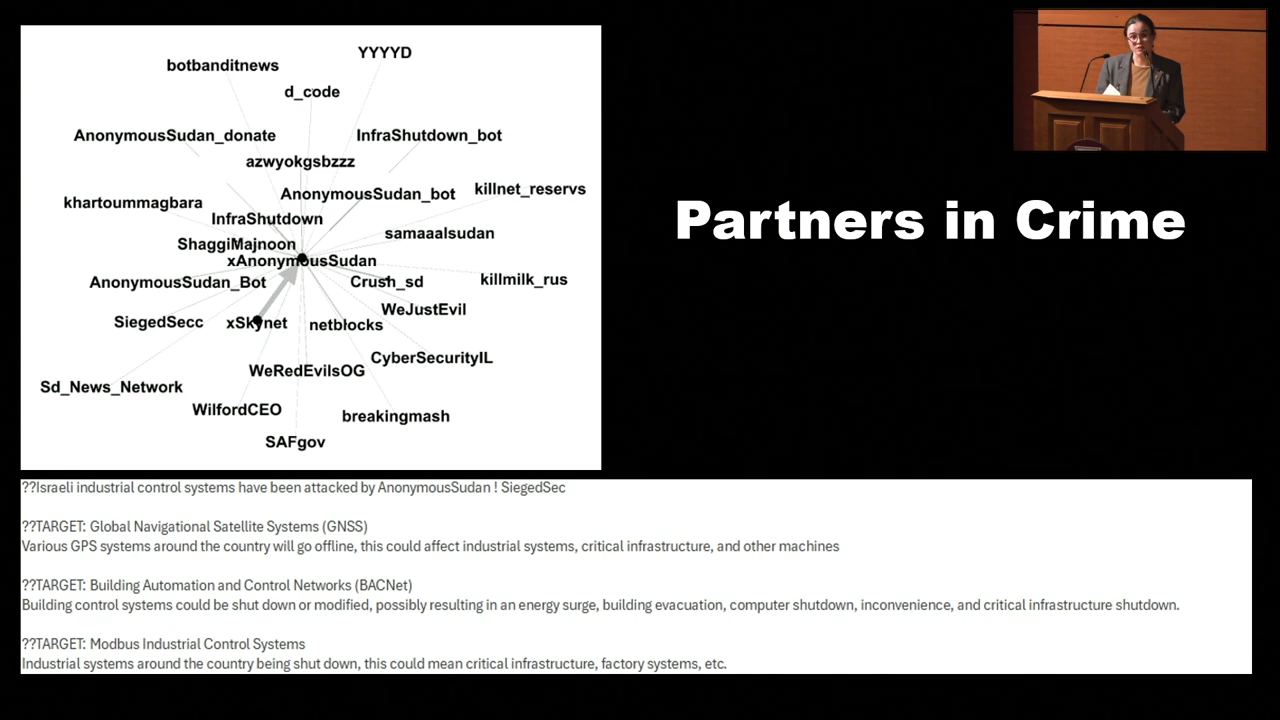 YYYYD
botbanditnews
d_code
AnonymousSudan_donate
InfraShutdown_bot
azwyokgsbzzz
AnonymousSudan_bot
killnet_reservs
khartoummagbara
InfraShutdown
samaaalsudan
ShaggiMajnoon
xAnonymousSudan
AnonymousSudan_Bot
Crush_sd
killmilk_rus
WeJustEvil
SiegedSecc
xSkynet
netblocks
CyberSecurityIL
WeRedEvilsOG
Sd_News_Network
WilfordCEO
breakingmash
SAFgov
Partners in Crime
??Israeli industrial control systems have been attacked by AnonymousSudan ! SiegedSec
??TARGET: Global Navigational Satellite Systems (GNSS)
Various GPS systems around the country will go offline, this could affect industrial systems, critical infrastructure, and other machines
??TARGET: Building Automation and Control Networks (BACNet)
Building control systems could be shut down or modified, possibly resulting in an energy surge, building evacuation, computer shutdown, inconvenience, and critical infrastructure shutdown.
??TARGET: Modbus Industrial Control Systems
Industrial systems around the country being shut down, this could mean critical infrastructure, factory systems, etc.